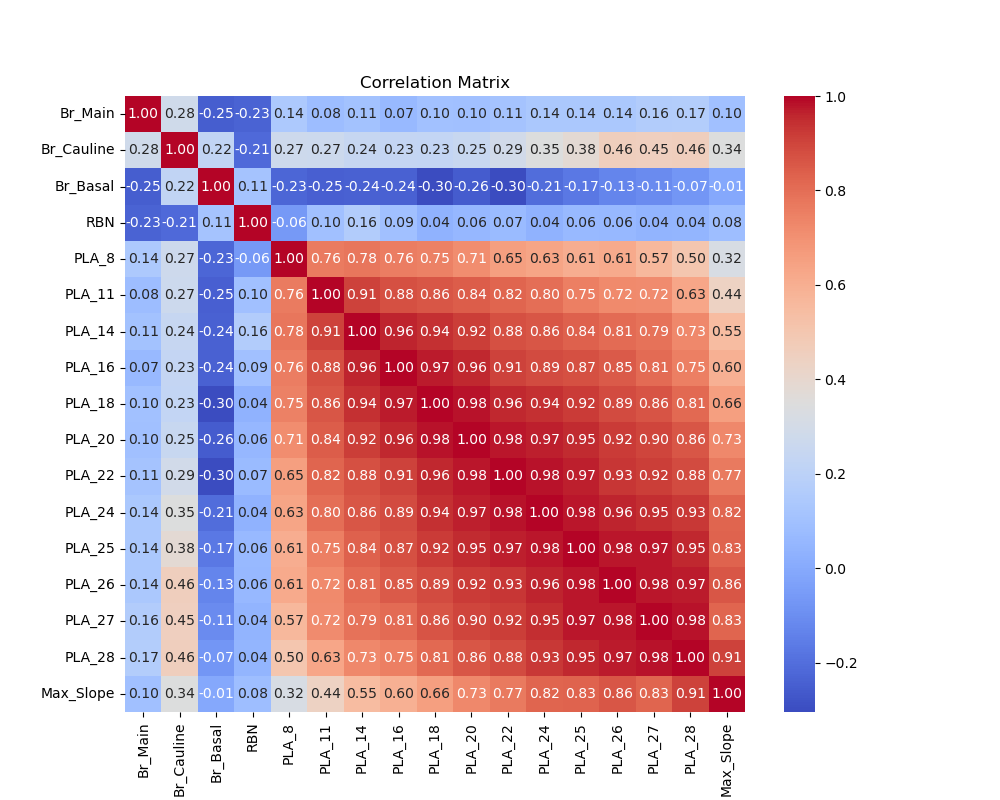 Correlation Matrix
Br_Main 1.00 0.28 -0.25 -0.23 0.14 0.08 0.11 0.07 0.10 0.10 0.11 0.14 0.14 0.14 0.16 0.17 0.10
Br_Cauline 0.28 1.00 0.22 -0.21 0.27 0.27 0.24 0.23 0.23 0.25 0.29 0.35 0.38 0.46 0.45 0.46 0.34
Br_Basal -0.25 0.22 1.00 0.11 -0.23 -0.25 -0.24 -0.24 -0.30 -0.26 -0.30 -0.21 -0.17 -0.13 -0.11 -0.07 -0.01
RBN -0.23 -0.21 0.11 1.00 -0.06 0.10 0.16 0.09 0.04 0.06 0.07 0.04 0.06 0.06 0.04 0.04 0.08
PLA_8 0.14 0.27 -0.23 -0.06 1.00 0.76 0.78 0.76 0.75 0.71 0.65 0.63 0.61 0.61 0.57 0.50 0.32
PLA_11 0.08 0.27 -0.25 0.10 0.76 1.00 0.91 0.88 0.86 0.84 0.82 0.80 0.75 0.72 0.72 0.63 0.44
PLA_14 0.11 0.24 -0.24 0.16 0.78 0.91 1.00 0.96 0.94 0.92 0.88 0.86 0.84 0.81 0.79 0.73 0.55
PLA_16 0.07 0.23 -0.24 0.09 0.76 0.88 0.96 1.00 0.97 0.96 0.91 0.89 0.87 0.85 0.81 0.75 0.60
PLA_18 0.10 0.23 -0.30 0.04 0.75 0.86 0.94 0.97 1.00 0.98 0.96 0.94 0.92 0.89 0.86 0.81 0.66
PLA_20 0.10 0.25 -0.26 0.06 0.71 0.84 0.92 0.96 0.98 1.00 0.98 0.97 0.95 0.92 0.90 0.86 0.73
PLA_22 0.11 0.29 -0.30 0.07 0.65 0.82 0.88 0.91 0.96 0.98 1.00 0.98 0.97 0.93 0.92 0.88 0.77
PLA_24 0.14 0.35 -0.21 0.04 0.63 0.80 0.86 0.89 0.94 0.97 0.98 1.00 0.98 0.96 0.95 0.93 0.82
PLA_25 0.14 0.38 -0.17 0.06 0.61 0.75 0.84 0.87 0.92 0.95 0.97 0.98 1.00 0.98 0.97 0.95 0.83
PLA_26 0.14 0.46 -0.13 0.06 0.61 0.72 0.81 0.85 0.89 0.92 0.93 0.96 0.98 1.00 0.98 0.97 0.86
PLA_27 0.16 0.45 -0.11 0.04 0.57 0.72 0.79 0.81 0.86 0.90 0.92 0.95 0.97 0.98 1.00 0.98 0.83
PLA_28 0.17 0.46 -0.07 0.04 0.50 0.63 0.73 0.75 0.81 0.86 0.88 0.93 0.95 0.97 0.98 1.00 0.91
Max_Slope 0.10 0.34 -0.01 0.08 0.32 0.44 0.55 0.60 0.66 0.73 0.77 0.82 0.83 0.86 0.83 0.91 1.00
Br_Main
Br_Cauline
Br_Basal
RBN
PLA_8
PLA_11
PLA_14
PLA_16
PLA_18
PLA_20
PLA_22
PLA_24
PLA_25
PLA_26
PLA_27
PLA_28
Max_Slope
1.0
0.8
0.6
0.4
0.2
0.0
−0.2